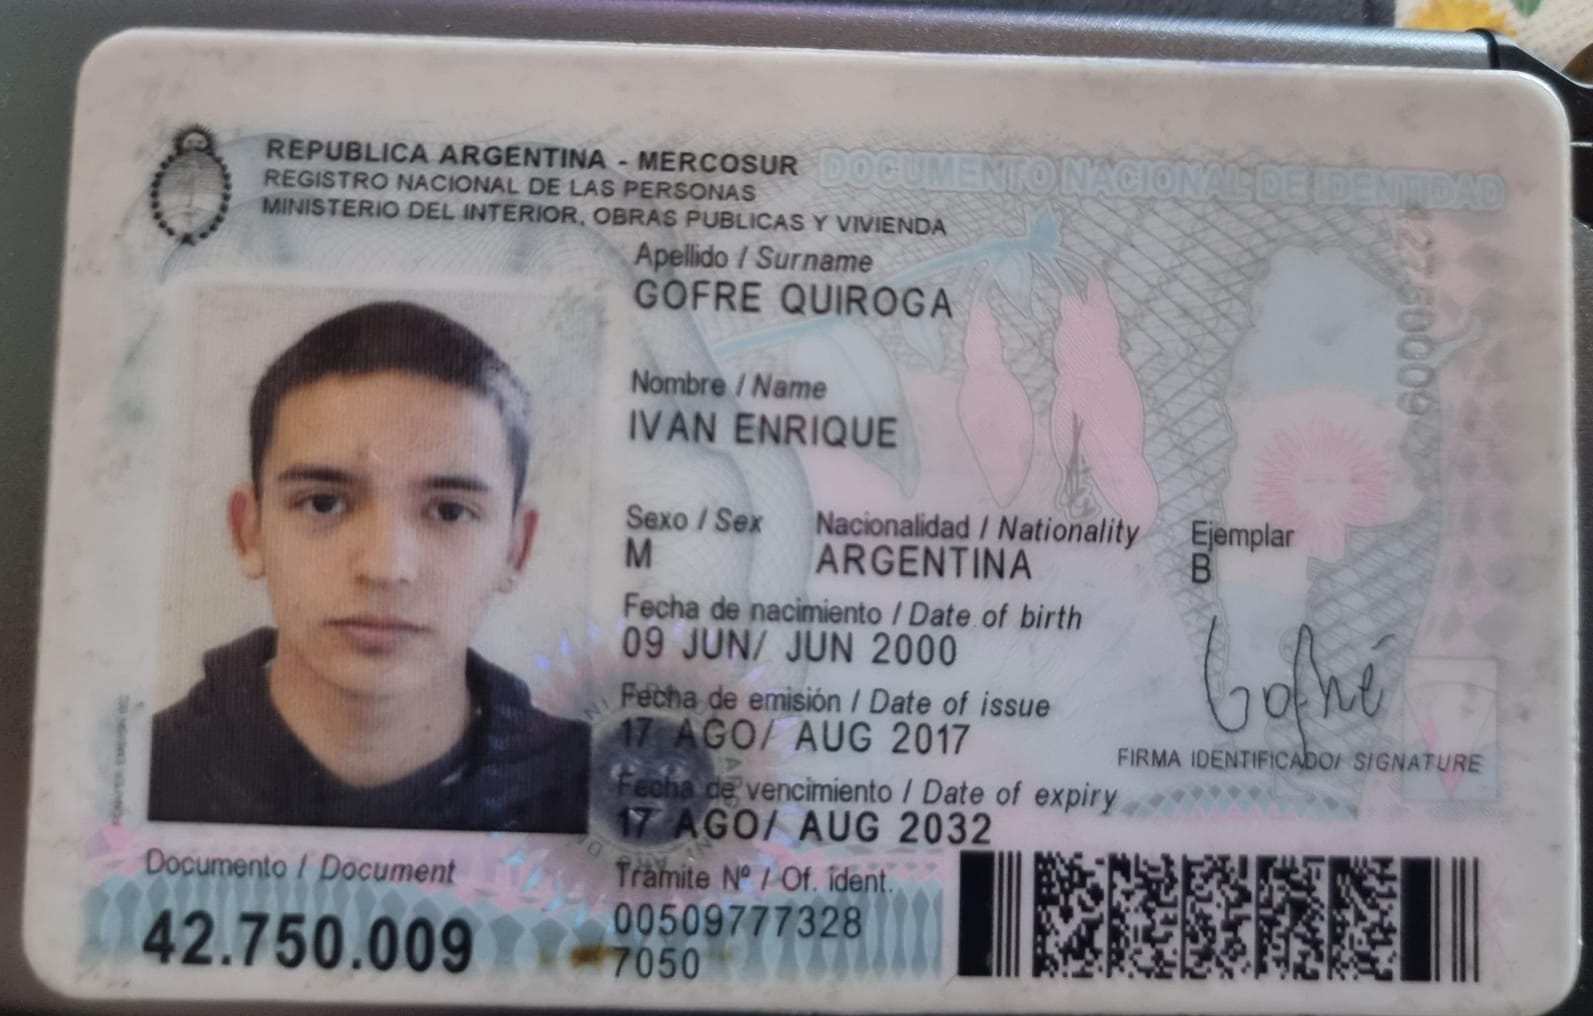 REPUBLICA ARGENTINA - MERCOSUR
DOCUMENTO NACIONAL DE IDENTIDAD
REGISTRO NACIONAL DE LAS PERSONAS
MINISTERIO DEL INTERIOR, OBRAS PUBLICAS Y VIVIENDA
Apellido / Surname
GOFRE QUIROGA
Nombre / Name
IVAN ENRIQUE
Sexo / Sex Nacionalidad / Nationality Ejemplar
M ARGENTINA B
Fecha de nacimiento / Date of birth
09 JUN/ JUN 2000
Fecha de emisión / Date of issue
17 AGO/ AUG 2017
Gofré
FIRMA IDENTIFICADO/ SIGNATURE
Fecha de vencimiento / Date of expiry
17 AGO/ AUG 2032
Documento / Document
42.750.009
Trámite Nº / Of. ident.
00509777328
7050